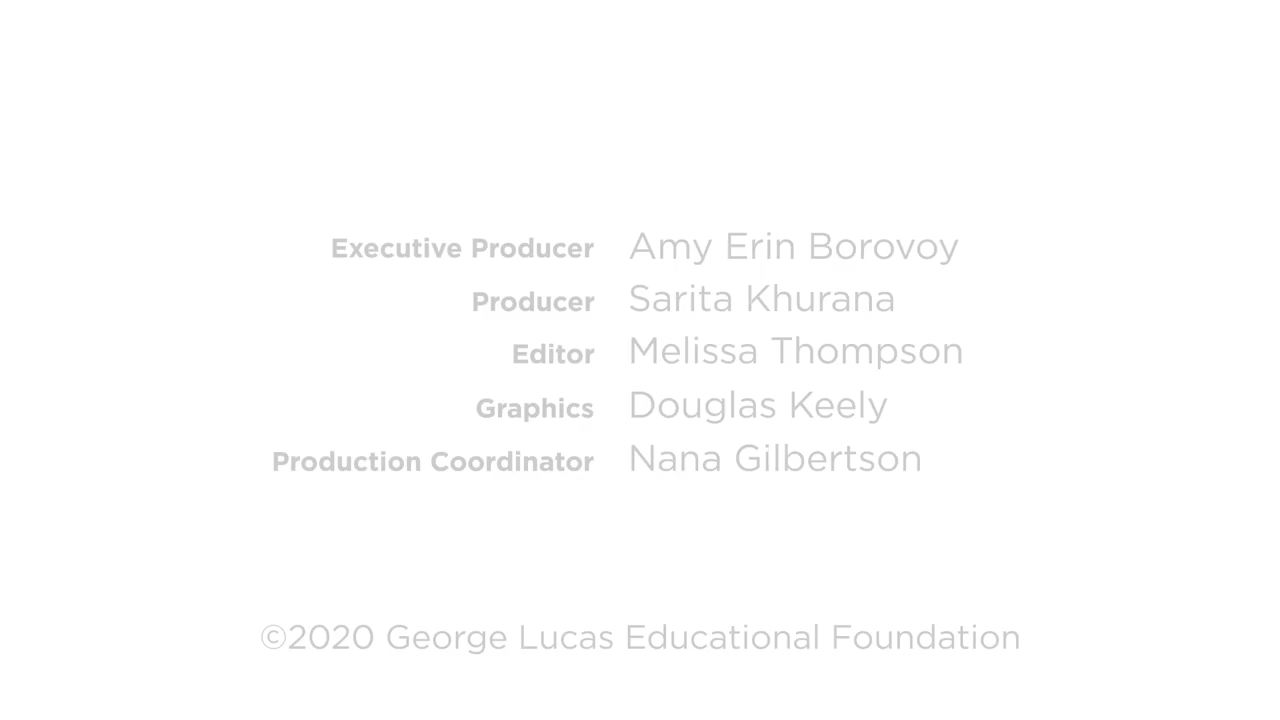 Executive Producer Amy Erin Borovoy
Producer Sarita Khurana
Editor Melissa Thompson
Graphics Douglas Keely
Production Coordinator Nana Gilbertson
©2020 George Lucas Educational Foundation